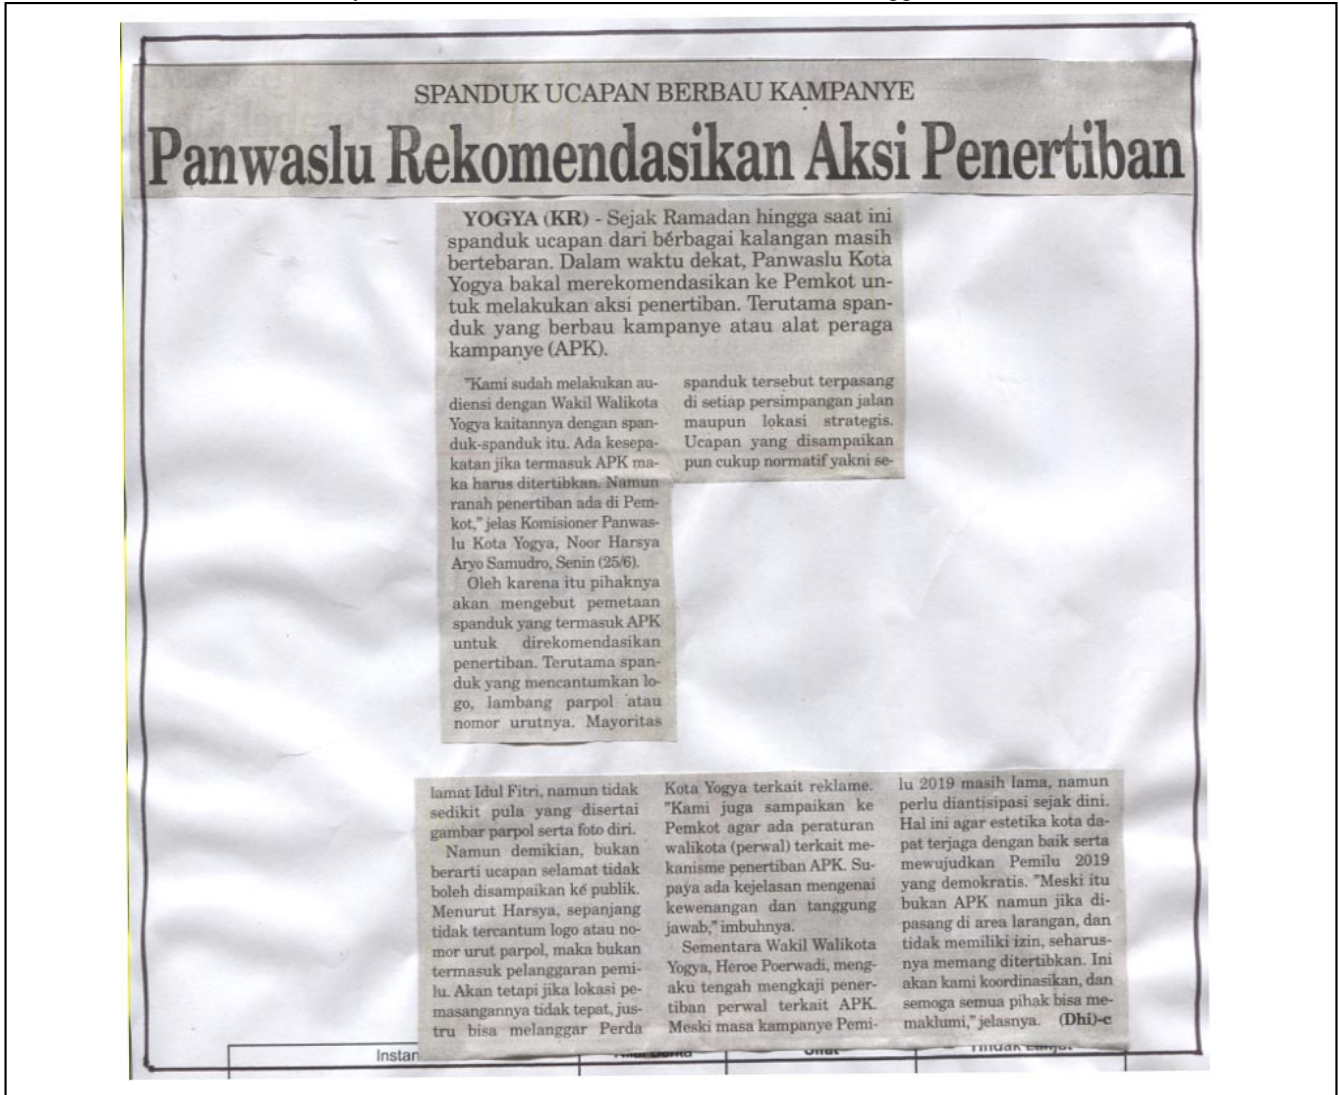 SPANDUK UCAPAN BERBAU KAMPANYE
Panwaslu Rekomendasikan Aksi Penertiban
YOGYA (KR) - Sejak Ramadan hingga saat ini
spanduk ucapan dari berbagai kalangan masih
bertebaran. Dalam waktu dekat, Panwaslu Kota
Yogya bakal merekomendasikan ke Pemkot un-
tuk melakukan aksi penertiban. Terutama span-
duk yang berbau kampanye atau alat peraga
kampanye (APK).
"Kami sudah melakukan au-
diensi dengan Wakil Walikota
Yogya kaitannya dengan span-
duk-spanduk itu. Ada kesepa-
katan jika termasuk APK ma-
ka harus ditertibkan. Namun
ranah penertiban ada di Pem-
kot," jelas Komisioner Panwas-
lu Kota Yogya, Noor Harsya
Aryo Samudro, Senin (25/6).
Oleh karena itu pihaknya
akan mengebut pemetaan
spanduk yang termasuk APK
untuk direkomendasikan
penertiban. Terutama span-
duk yang mencantumkan lo-
go, lambang parpol atau
nomor urutnya. Mayoritas
spanduk tersebut terpasang
di setiap persimpangan jalan
maupun lokasi strategis.
Ucapan yang disampaikan
pun cukup normatif yakni se-
lamat Idul Fitri, namun tidak
sedikit pula yang disertai
gambar parpol serta foto diri.
Namun demikian, bukan
berarti ucapan selamat tidak
boleh disampaikan ke publik.
Menurut Harsya, sepanjang
tidak tercantum logo atau no-
mor urut parpol, maka bukan
termasuk pelanggaran pemi-
lu. Akan tetapi jika lokasi pe-
masangannya tidak tepat, jus-
tru bisa melanggar Perda
Kota Yogya terkait reklame.
"Kami juga sampaikan ke
Pemkot agar ada peraturan
walikota (perwal) terkait me-
kanisme penertiban APK. Su-
paya ada kejelasan mengenai
kewenangan dan tanggung
jawab," imbuhnya.
Sementara Wakil Walikota
Yogya, Heroe Poerwadi, meng-
aku tengah mengkaji pener-
tiban perwal terkait APK.
Meski masa kampanye Pemi-
lu 2019 masih lama, namun
perlu diantisipasi sejak dini.
Hal ini agar estetika kota da-
pat terjaga dengan baik serta
mewujudkan Pemilu 2019
yang demokratis. "Meski itu
bukan APK namun jika di-
pasang di area larangan, dan
tidak memiliki izin, seharus-
nya memang ditertibkan. Ini
akan kami koordinasikan, dan
semoga semua pihak bisa me-
maklumi," jelasnya. (Dhi)-c
Instan